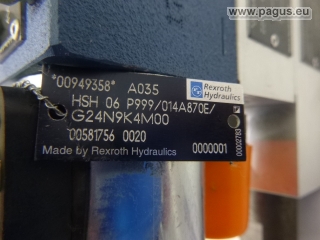 www.pagus.eu
*00949358* A035
Rexroth
Hydraulics
HSH 06 P999/014A870E/
G24N9K4M00
00581756 0020
Made by Rexroth Hydraulics 0000001
00002783